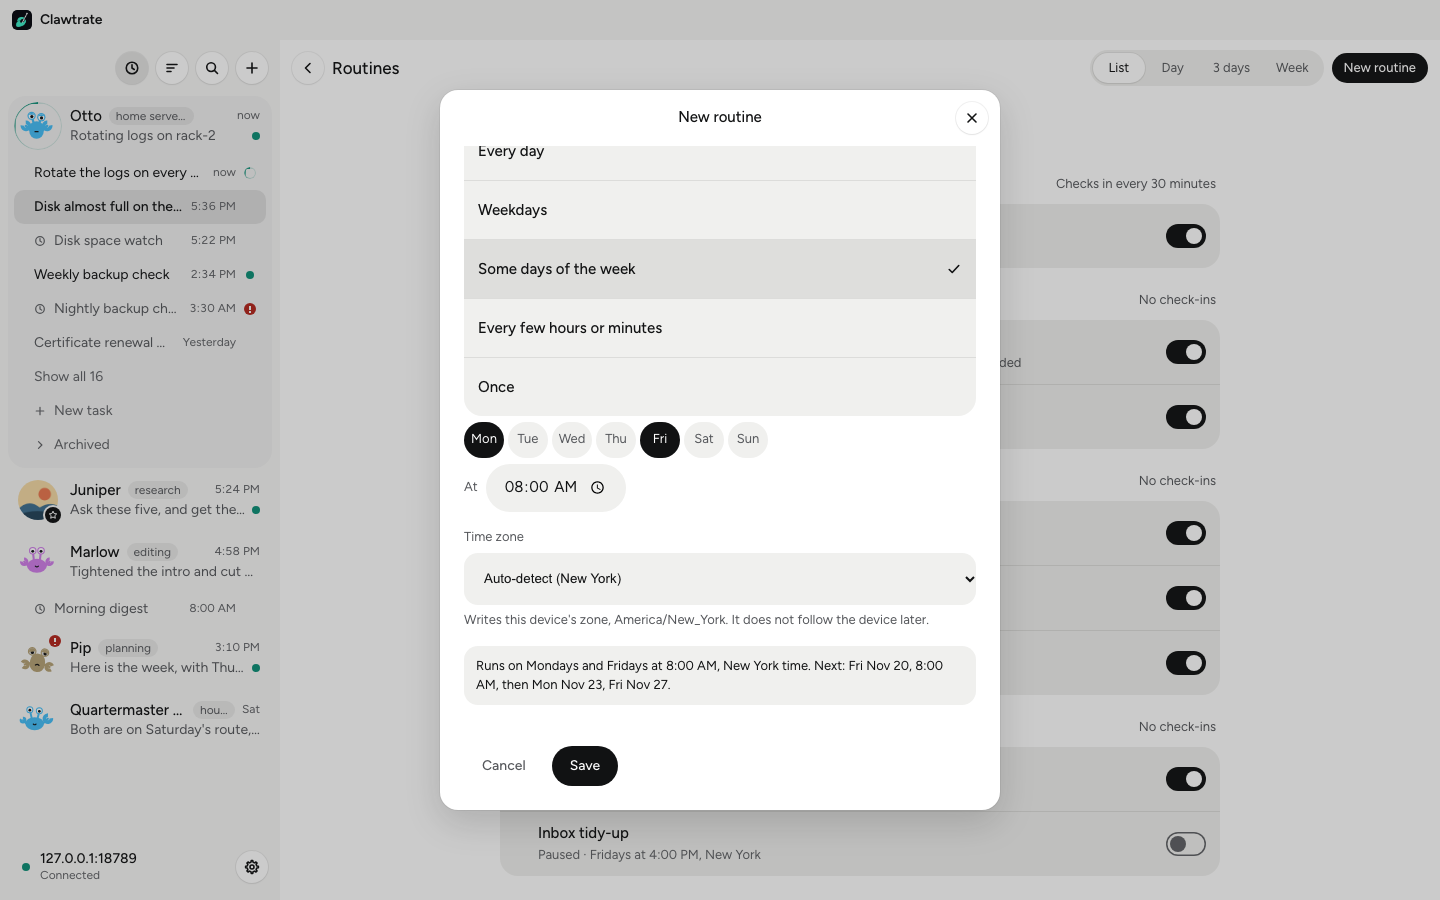 Clawtrate
Otto home serve... now
Rotating logs on rack-2
Rotate the logs on every ... now
Disk almost full on the... 5:36 PM
Disk space watch 5:22 PM
Weekly backup check 2:34 PM
Nightly backup ch... 3:30 AM
Certificate renewal ... Yesterday
Show all 16
New task
Archived
Juniper research 5:24 PM
Ask these five, and get the...
Marlow editing 4:58 PM
Tightened the intro and cut ...
Morning digest 8:00 AM
Pip planning 3:10 PM
Here is the week, with Thu...
Quartermaster ... hou... Sat
Both are on Saturday's route,...
127.0.0.1:18789
Connected
Routines
List Day 3 days Week New routine
Checks in every 30 minutes
No check-ins
ded
No check-ins
No check-ins
Inbox tidy-up
Paused · Fridays at 4:00 PM, New York
New routine
Every day
Weekdays
Some days of the week
Every few hours or minutes
Once
Mon Tue Wed Thu Fri Sat Sun
At 08:00 AM
Time zone
Auto-detect (New York)
Writes this device's zone, America/New_York. It does not follow the device later.
Runs on Mondays and Fridays at 8:00 AM, New York time. Next: Fri Nov 20, 8:00
AM, then Mon Nov 23, Fri Nov 27.
Cancel Save